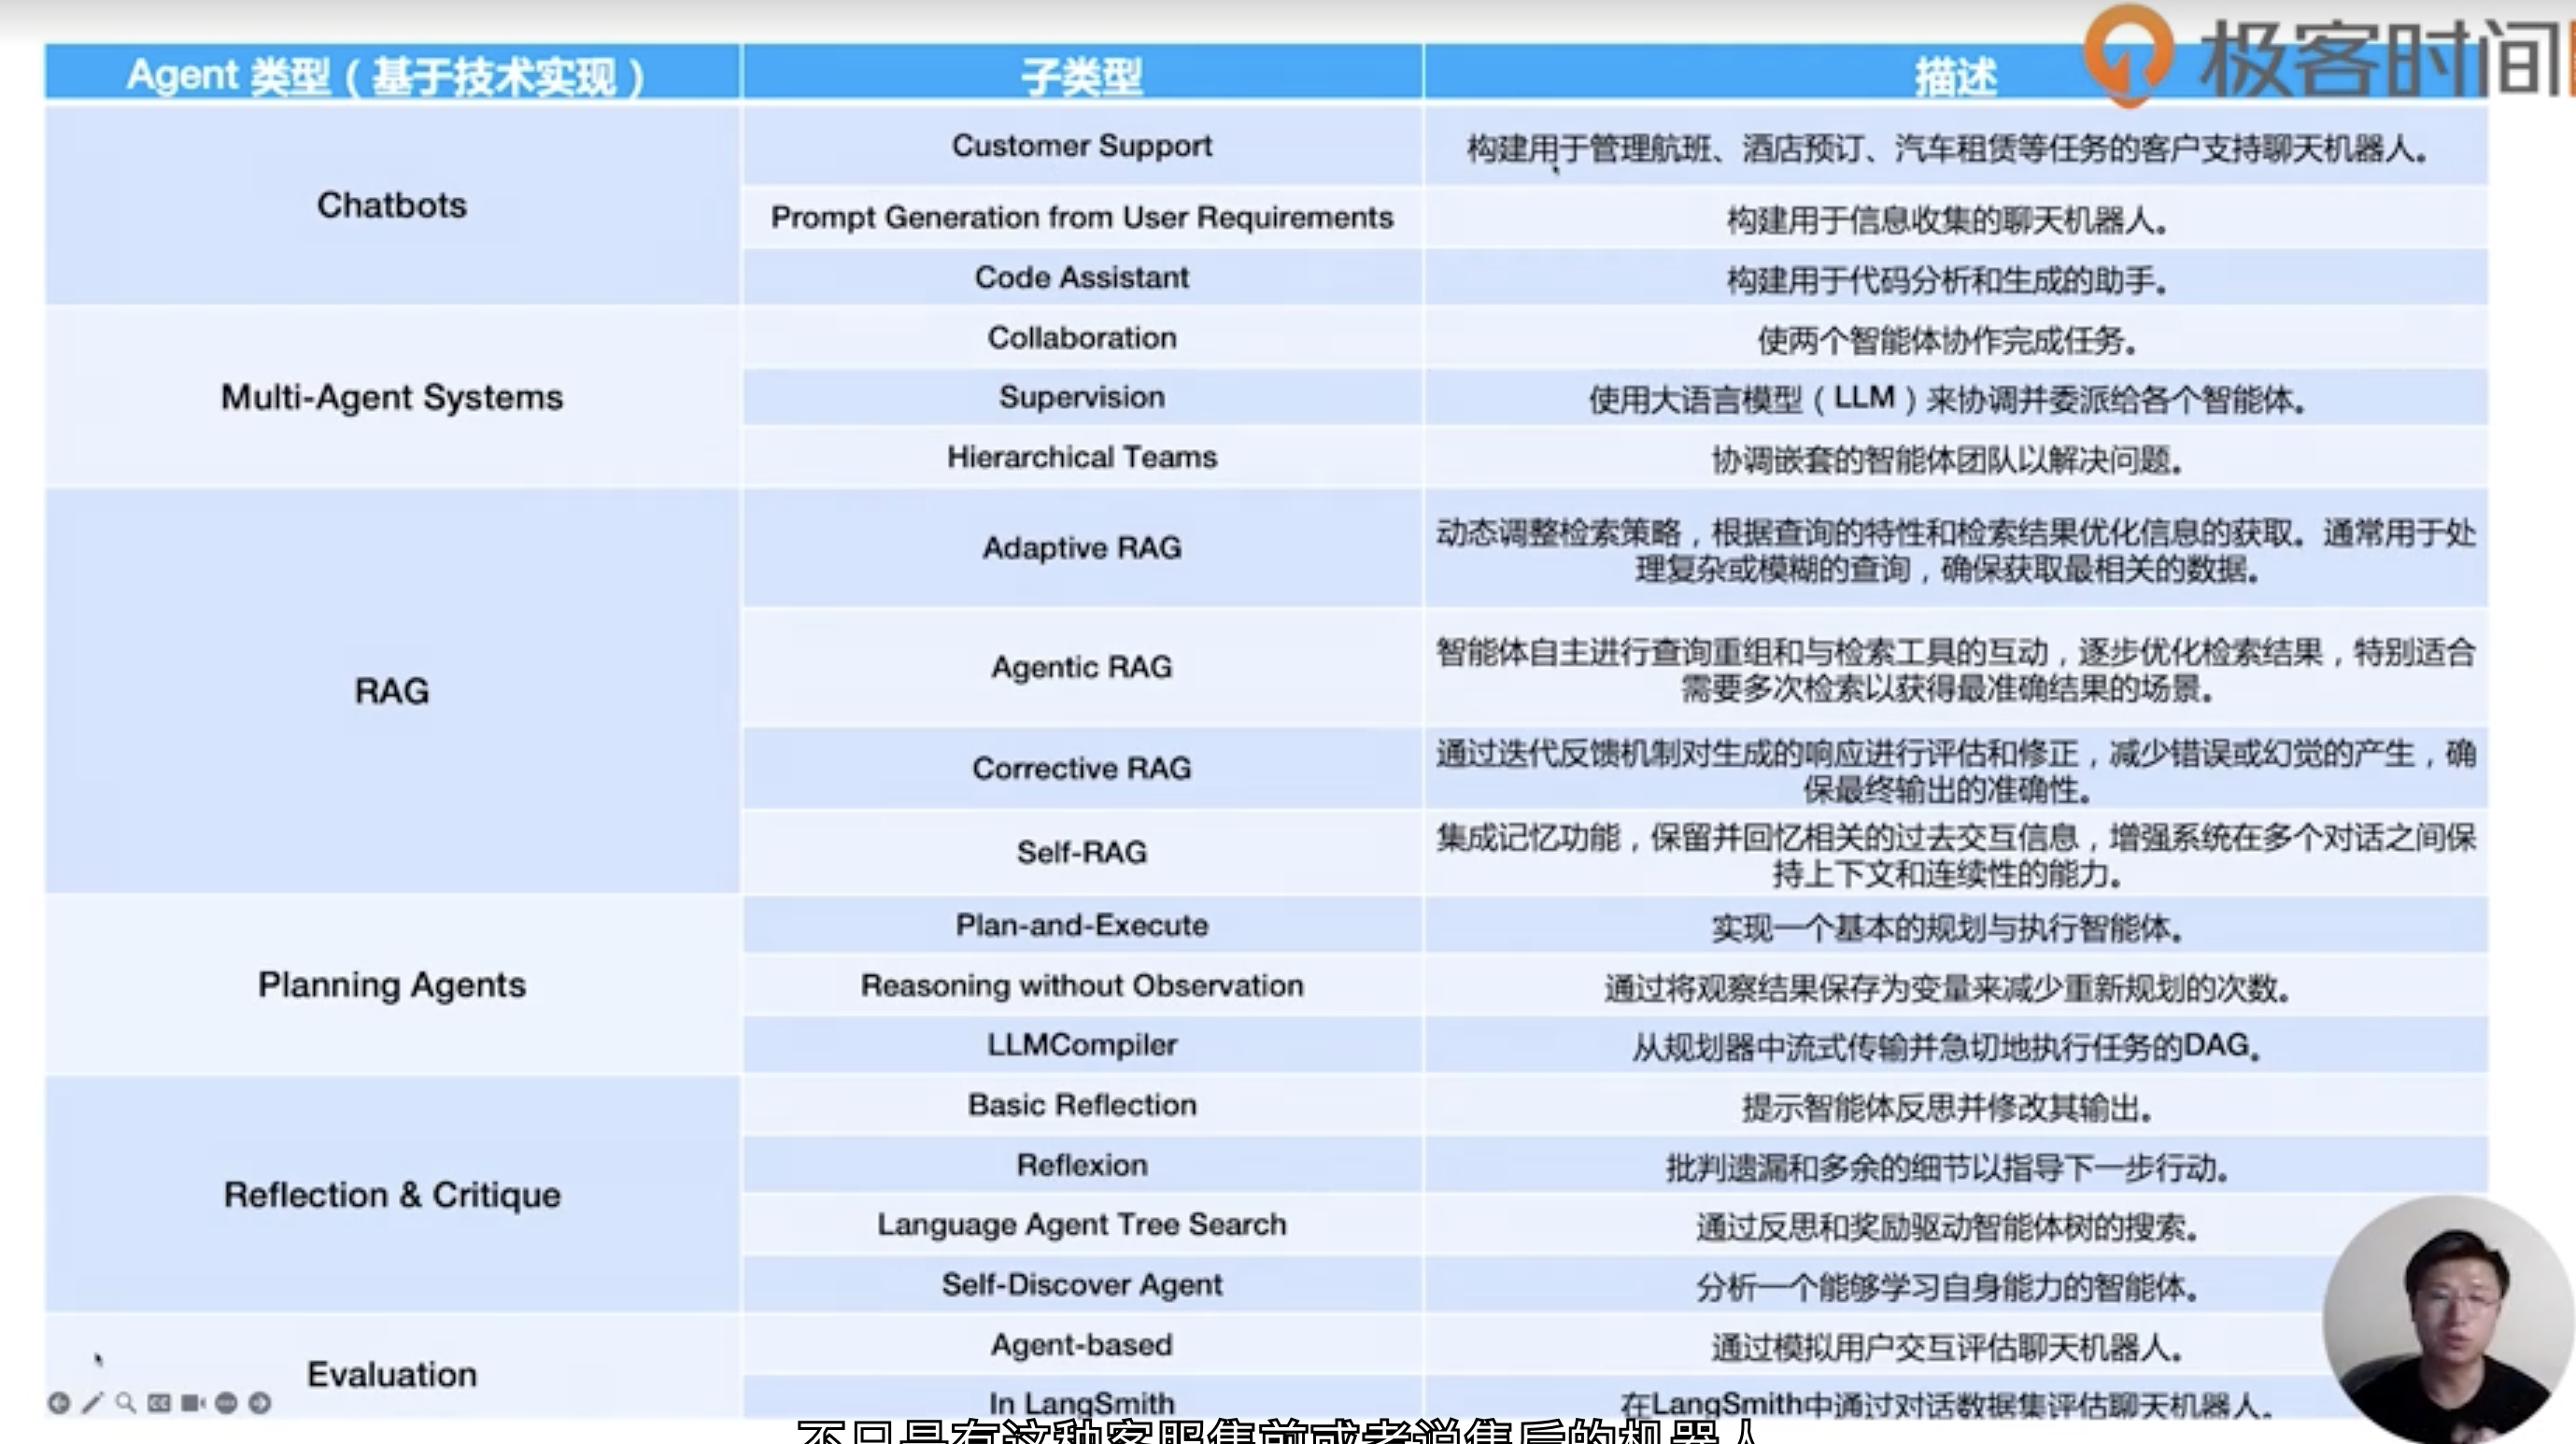 极客时间
Agent 类型（基于技术实现）
子类型
描述
Chatbots
Customer Support
构建用于管理航班、酒店预订、汽车租赁等任务的客户支持聊天机器人。
Prompt Generation from User Requirements
构建用于信息收集的聊天机器人。
Code Assistant
构建用于代码分析和生成的助手。
Multi-Agent Systems
Collaboration
使两个智能体协作完成任务。
Supervision
使用大语言模型（LLM）来协调并委派给各个智能体。
Hierarchical Teams
协调嵌套的智能体团队以解决问题。
RAG
Adaptive RAG
动态调整检索策略，根据查询的特性和检索结果优化信息的获取。通常用于处
理复杂或模糊的查询，确保获取最相关的数据。
Agentic RAG
智能体自主进行查询重组和与检索工具的互动，逐步优化检索结果，特别适合
需要多次检索以获得最准确结果的场景。
Corrective RAG
通过迭代反馈机制对生成的响应进行评估和修正，减少错误或幻觉的产生，确
保最终输出的准确性。
Self-RAG
集成记忆功能，保留并回忆相关的过去交互信息，增强系统在多个对话之间保
持上下文和连续性的能力。
Planning Agents
Plan-and-Execute
实现一个基本的规划与执行智能体。
Reasoning without Observation
通过将观察结果保存为变量来减少重新规划的次数。
LLMCompiler
从规划器中流式传输并急切地执行任务的DAG。
Reflection & Critique
Basic Reflection
提示智能体反思并修改其输出。
Reflexion
批判遗漏和多余的细节以指导下一步行动。
Language Agent Tree Search
通过反思和奖励驱动智能体树的搜索。
Self-Discover Agent
分析一个能够学习自身能力的智能体。
Evaluation
Agent-based
通过模拟用户交互评估聊天机器人。
In LangSmith
在LangSmith中通过对话数据集评估聊天机器人。
不只是有这种客服售前或者说售后的机器人